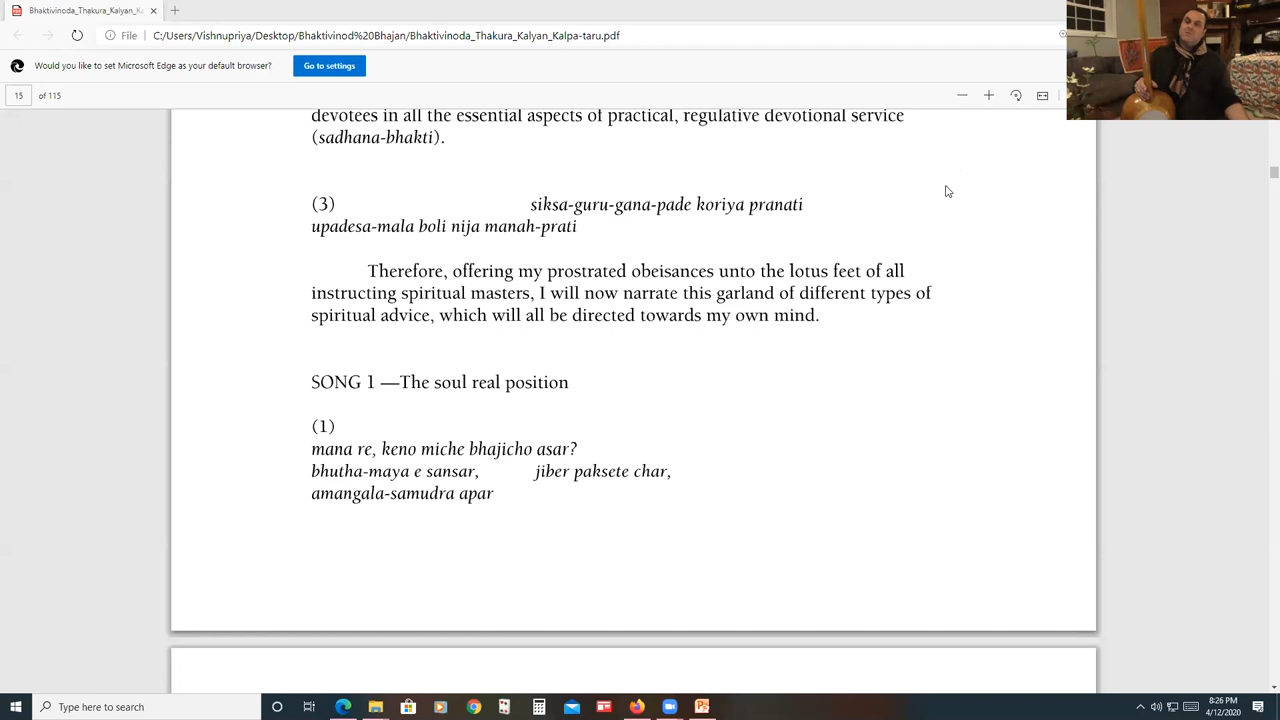 Bhaktivinoda_Thakura_Kalyan_Ka
File
C:/Users/Vishnupriya/Desktop/Bhaktivinod%20Bhajan/Bhaktivinoda_Thakura_Kalyan_Kalpa-taru.pdf
Would you like to set Microsoft Edge as your default browser?
Go to settings
15 of 115
devotees in all the essential aspects of practical, regulative devotional service
(sadhana-bhakti).
(3) siksa-guru-gana-pade koriya pranati
upadesa-mala boli nija manah-prati
Therefore, offering my prostrated obeisances unto the lotus feet of all
instructing spiritual masters, I will now narrate this garland of different types of
spiritual advice, which will all be directed towards my own mind.
SONG 1 —The soul real position
(1)
mana re, keno miche bhajicho asar?
bhutha-maya e sansar, jiber paksete char,
amangala-samudra apar
Type here to search
8:26 PM
4/12/2020